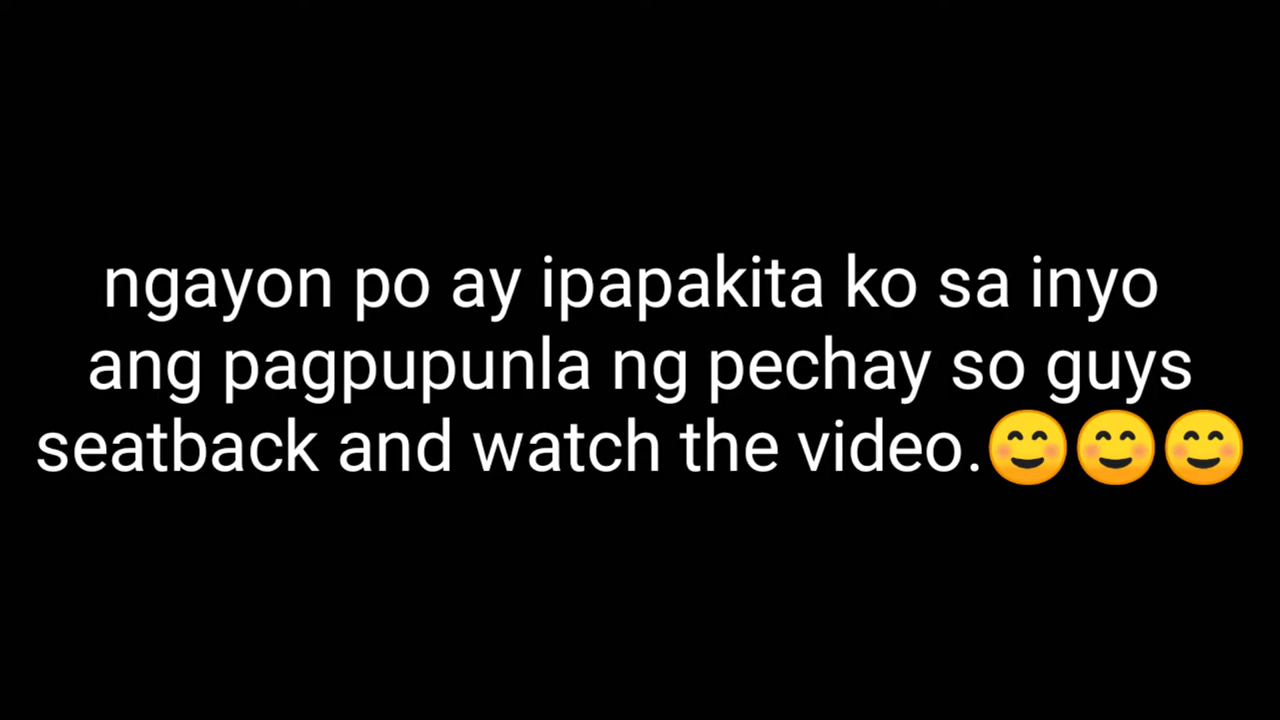 ngayon po ay ipapakita ko sa inyo
ang pagpupunla ng pechay so guys
seatback and watch the video.😊😊😊